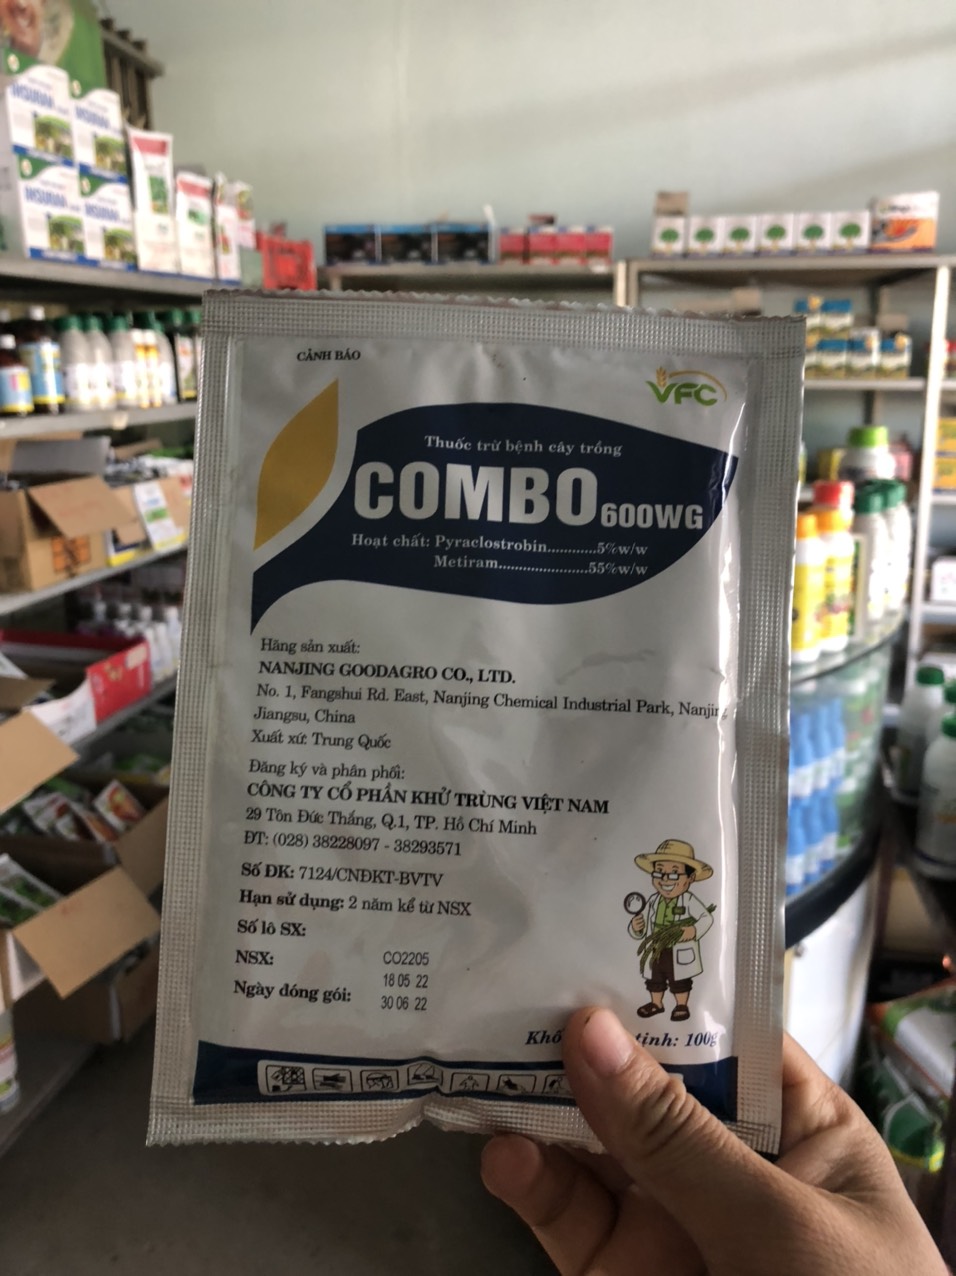 CẢNH BÁO
VFC
Thuốc trừ bệnh cây trồng
COMBO 600WG
Hoạt chất: Pyraclostrobin............5%w/w
Metiram......................55%w/w
Hãng sản xuất:
NANJING GOODAGRO CO., LTD.
No. 1, Fangshui Rd. East, Nanjing Chemical Industrial Park,
Jiangsu, China
Xuất xứ: Trung Quốc
Đăng ký và phân phối:
CÔNG TY CỔ PHẦN KHỬ TRÙNG VIỆT NAM
29 Tôn Đức Thắng, Q.1, TP. Hồ Chí Minh
ĐT: (028) 38228097 - 38293571
Số ĐK: 7124/CNĐKT-BVTV
Hạn sử dụng: 2 năm kể từ NSX
Số lô SX: CO2205
NSX: 18 05 22
Ngày đóng gói: 30 06 22
tịnh: 100g